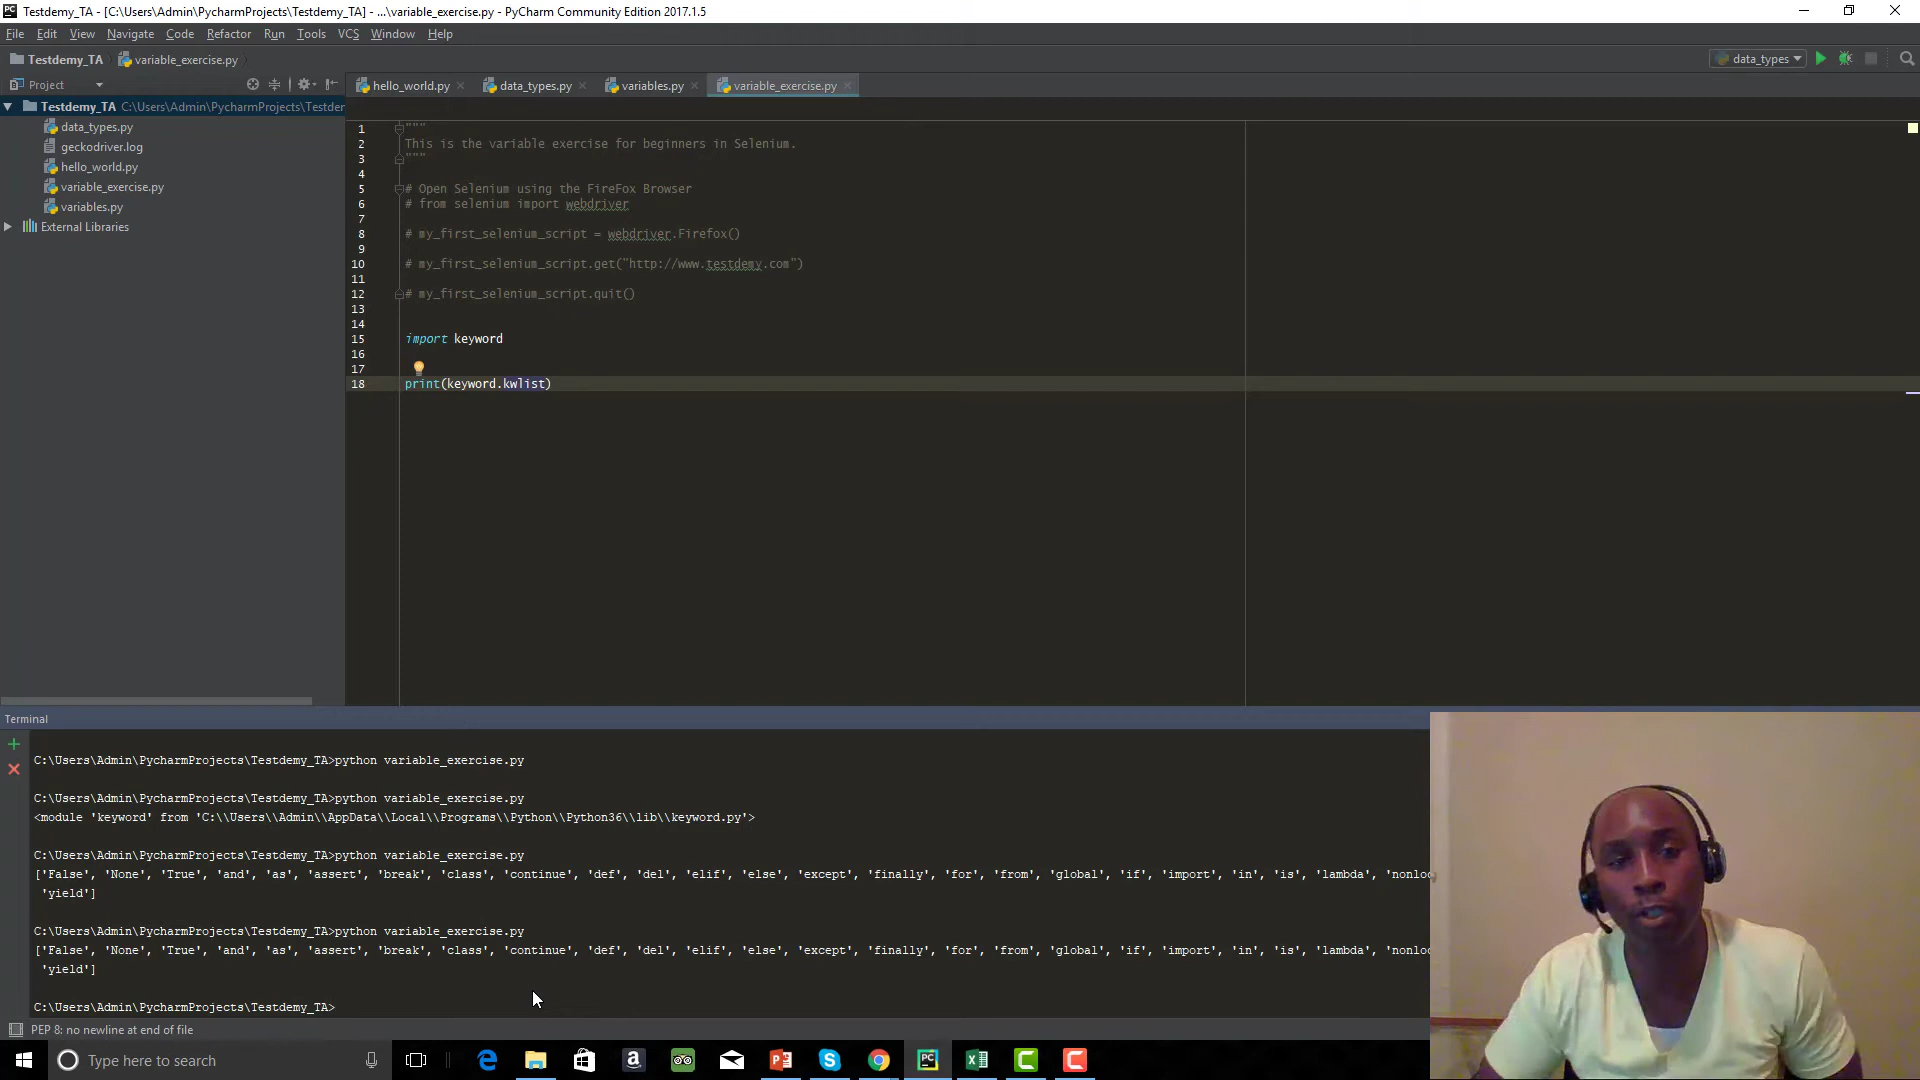 Testdemy_TA - [C:\Users\Admin\PycharmProjects\Testdemy_TA] - ...\variable_exercise.py - PyCharm Community Edition 2017.1.5
File Edit View Navigate Code Refactor Run Tools VCS Window Help
Testdemy_TA variable_exercise.py data_types
Project hello_world.py data_types.py variables.py variable_exercise.py
Testdemy_TA C:\Users\Admin\PycharmProjects\Testder
data_types.py
geckodriver.log
hello_world.py
variable_exercise.py
variables.py
External Libraries
1 """
2 This is the variable exercise for beginners in Selenium.
3 """
4
5 # Open Selenium using the FireFox Browser
6 # from selenium import webdriver
7
8 # my_first_selenium_script = webdriver.Firefox()
9
10 # my_first_selenium_script.get("http://www.testdemy.com")
11
12 # my_first_selenium_script.quit()
13
14
15 import keyword
16
17
18 print(keyword.kwlist)
Terminal
C:\Users\Admin\PycharmProjects\Testdemy_TA>python variable_exercise.py
C:\Users\Admin\PycharmProjects\Testdemy_TA>python variable_exercise.py
<module 'keyword' from 'C:\\Users\\Admin\\AppData\\Local\\Programs\\Python\\Python36\\lib\\keyword.py'>
C:\Users\Admin\PycharmProjects\Testdemy_TA>python variable_exercise.py
['False', 'None', 'True', 'and', 'as', 'assert', 'break', 'class', 'continue', 'def', 'del', 'elif', 'else', 'except', 'finally', 'for', 'from', 'global', 'if', 'import', 'in', 'is', 'lambda', 'nonloc
'yield']
C:\Users\Admin\PycharmProjects\Testdemy_TA>python variable_exercise.py
['False', 'None', 'True', 'and', 'as', 'assert', 'break', 'class', 'continue', 'def', 'del', 'elif', 'else', 'except', 'finally', 'for', 'from', 'global', 'if', 'import', 'in', 'is', 'lambda', 'nonloc
'yield']
C:\Users\Admin\PycharmProjects\Testdemy_TA>
PEP 8: no newline at end of file
Type here to search